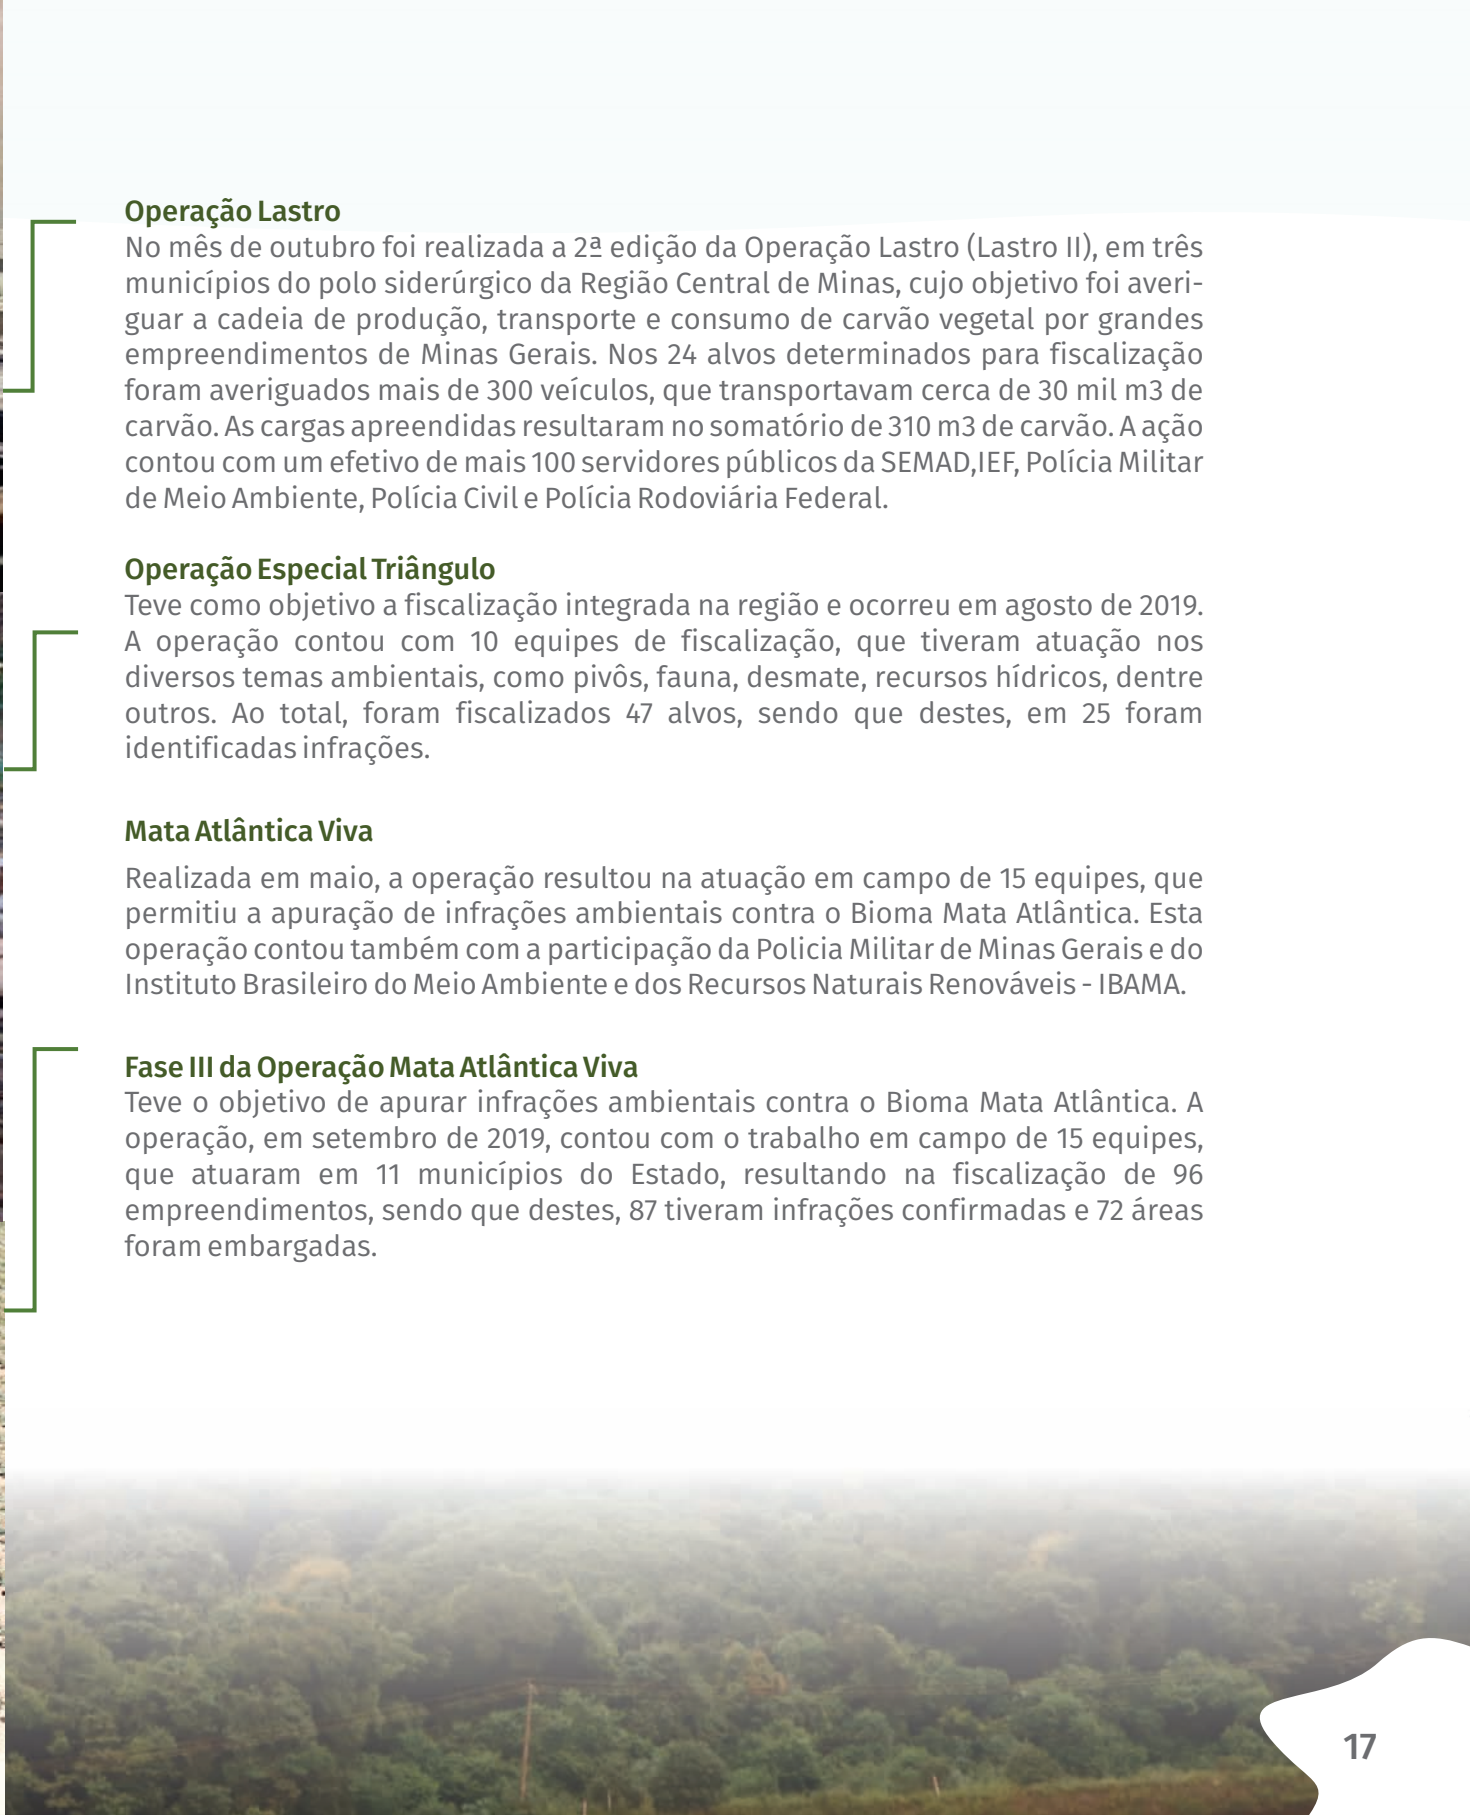 Operação Lastro
No mês de outubro foi realizada a 2ª edição da Operação Lastro (Lastro II), em três
municípios do polo siderúrgico da Região Central de Minas, cujo objetivo foi averi-
guar a cadeia de produção, transporte e consumo de carvão vegetal por grandes
empreendimentos de Minas Gerais. Nos 24 alvos determinados para fiscalização
foram averiguados mais de 300 veículos, que transportavam cerca de 30 mil m3 de
carvão. As cargas apreendidas resultaram no somatório de 310 m3 de carvão. A ação
contou com um efetivo de mais 100 servidores públicos da SEMAD,IEF, Polícia Militar
de Meio Ambiente, Polícia Civil e Polícia Rodoviária Federal.
Operação Especial Triângulo
Teve como objetivo a fiscalização integrada na região e ocorreu em agosto de 2019.
A operação contou com 10 equipes de fiscalização, que tiveram atuação nos
diversos temas ambientais, como pivôs, fauna, desmate, recursos hídricos, dentre
outros. Ao total, foram fiscalizados 47 alvos, sendo que destes, em 25 foram
identificadas infrações.
Mata Atlântica Viva
Realizada em maio, a operação resultou na atuação em campo de 15 equipes, que
permitiu a apuração de infrações ambientais contra o Bioma Mata Atlântica. Esta
operação contou também com a participação da Policia Militar de Minas Gerais e do
Instituto Brasileiro do Meio Ambiente e dos Recursos Naturais Renováveis - IBAMA.
Fase III da Operação Mata Atlântica Viva
Teve o objetivo de apurar infrações ambientais contra o Bioma Mata Atlântica. A
operação, em setembro de 2019, contou com o trabalho em campo de 15 equipes,
que atuaram em 11 municípios do Estado, resultando na fiscalização de 96
empreendimentos, sendo que destes, 87 tiveram infrações confirmadas e 72 áreas
foram embargadas.
17